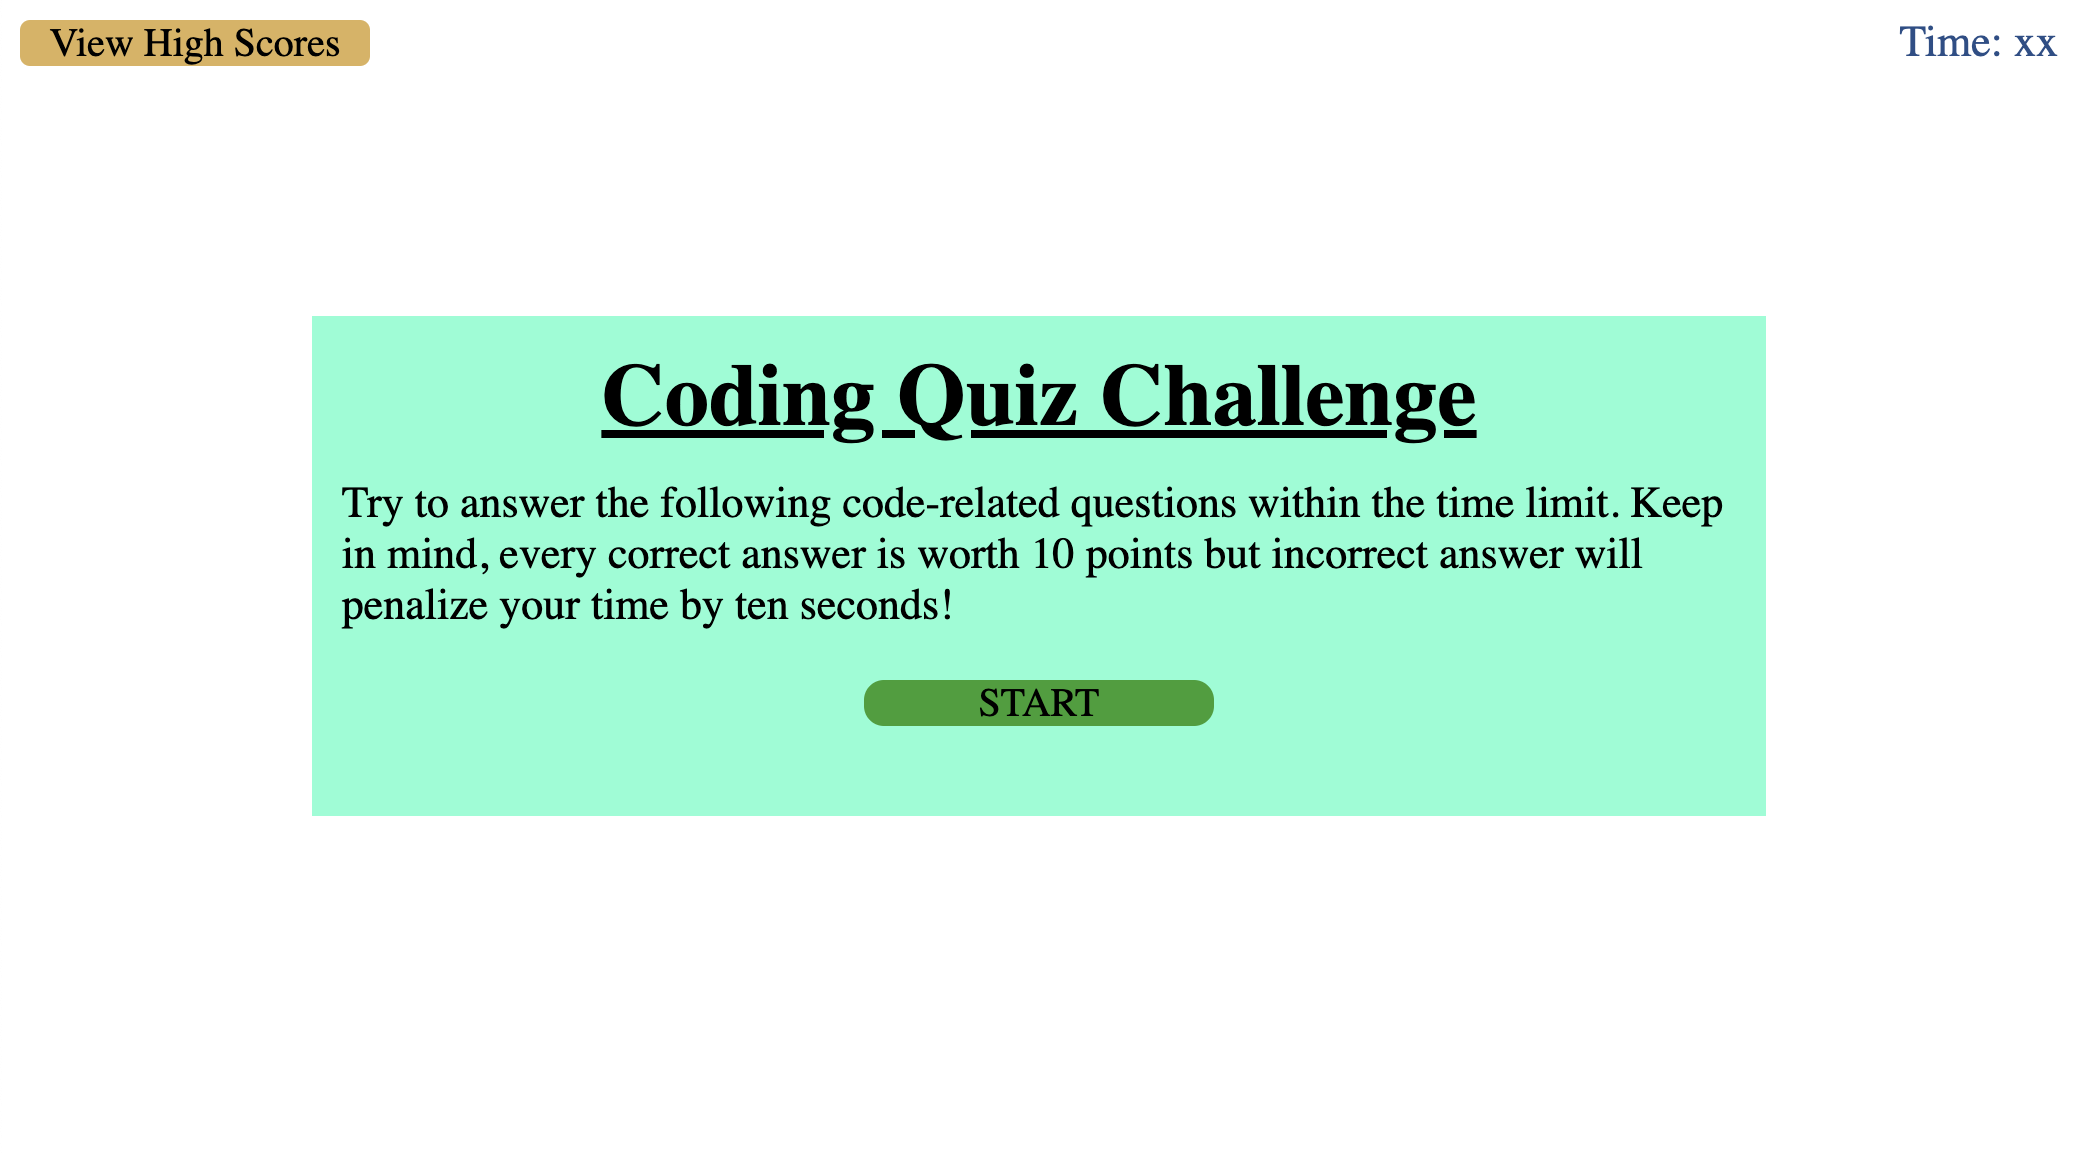 View High Scores
Time: xx
Coding Quiz Challenge
Try to answer the following code-related questions within the time limit. Keep
in mind, every correct answer is worth 10 points but incorrect answer will
penalize your time by ten seconds!
START